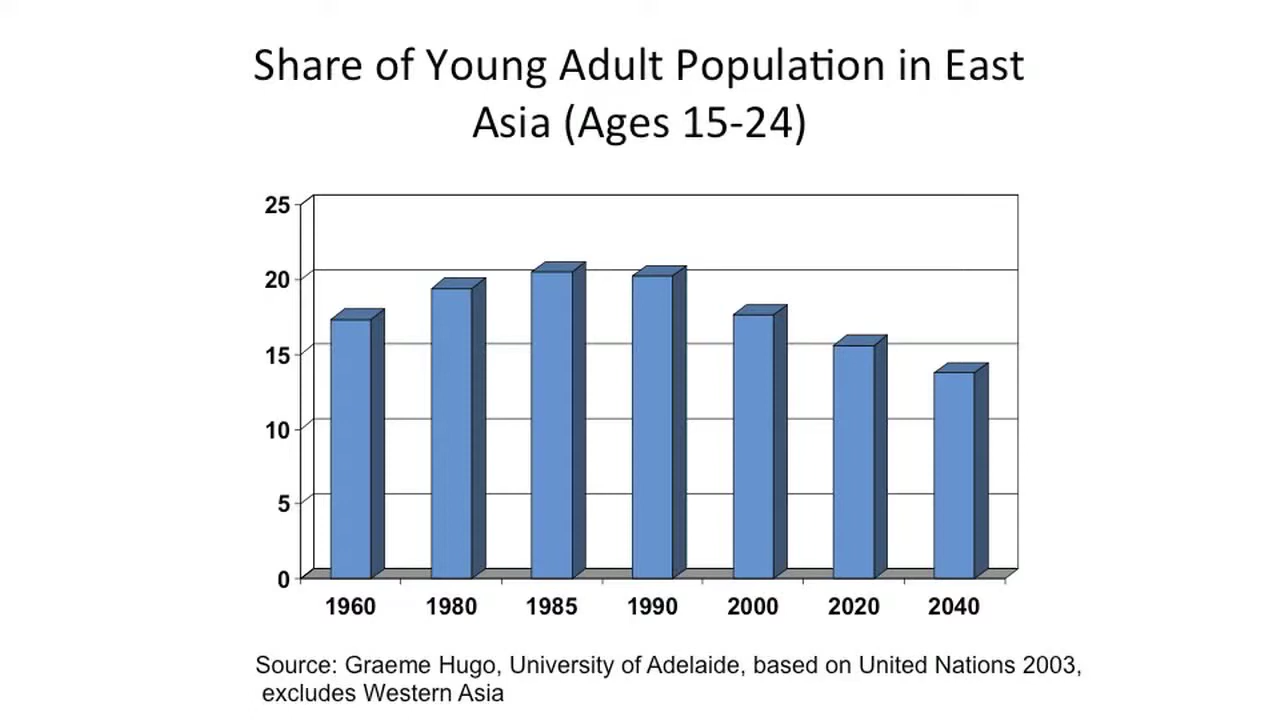 Share of Young Adult Population in East
Asia (Ages 15-24)
25
20
15
10
5
0
1960 1980 1985 1990 2000 2020 2040
Source: Graeme Hugo, University of Adelaide, based on United Nations 2003,
excludes Western Asia